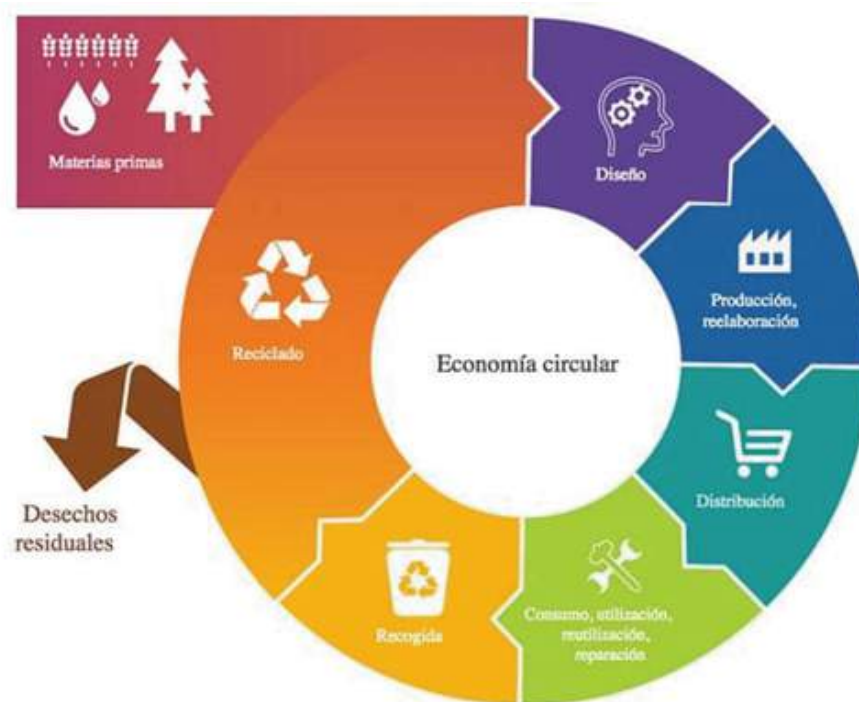 Materias primas
Diseño
Producción,
reelaboración
Distribución
Consumo, utilización,
reutilización,
reparación
Recogida
Reciclado
Desechos
residuales
Economía circular